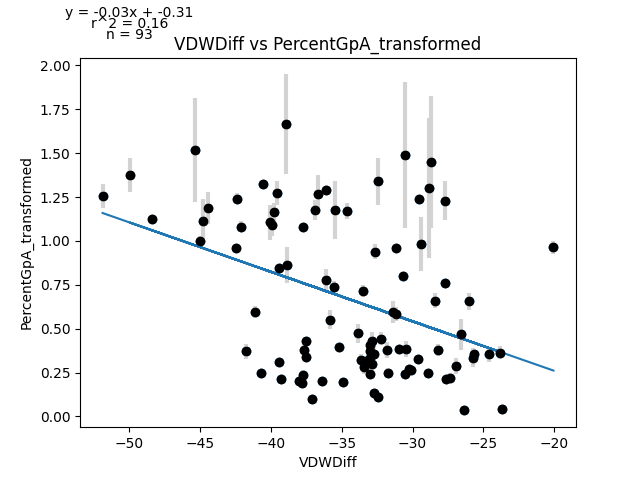 y = -0.03x + -0.31
r^2 = 0.16
n = 93
VDWDiff vs PercentGpA_transformed
2.00
1.75
1.50
1.25
1.00
0.75
0.50
0.25
0.00
PercentGpA_transformed
−50
−45
−40
−35
−30
−25
−20
VDWDiff